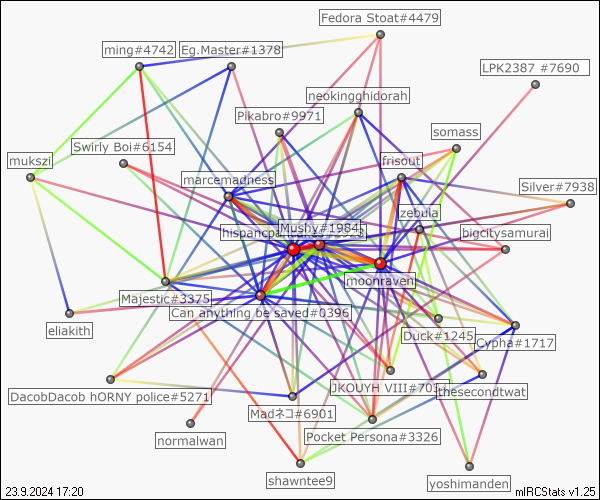 Fedora Stoat#4479
ming#4742
Eg.Master#1378
LPK2387 #7690
neokingghidorah
Pikabro#9971
somass
Swirly Boi#6154
mukszi
frisout
marcemadness
Silver#7938
zebula
Mushy#1984
bigcitysamurai
moonraven
Majestic#3375
Can anything be saved#0396
eliakith
Duck#1245
Cypha#1717
DacobDacob hORNY police#5271
JKOUYH VIII#70
thesecondtwat
Madネコ#6901
Pocket Persona#3326
normalwan
shawntee9
yoshimanden
23.9.2024 17:20
mIRCStats v1.25